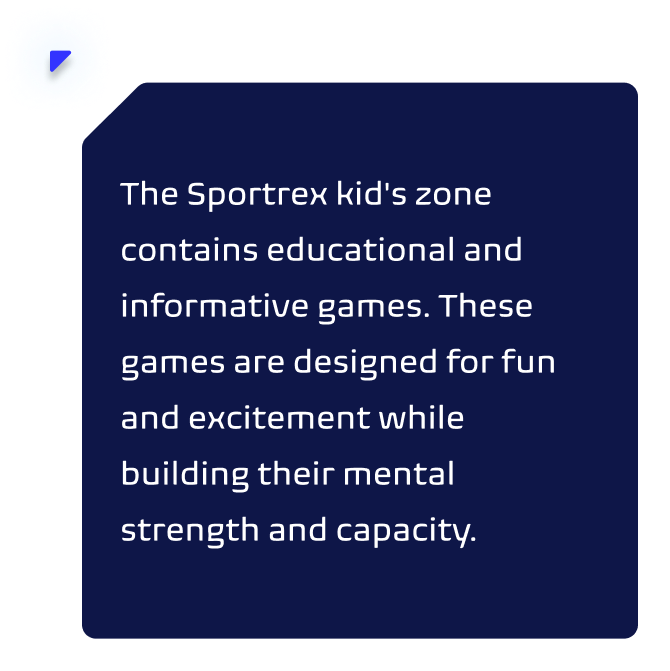 The Sportrex kid's zone
contains educational and
informative games. These
games are designed for fun
and excitement while
building their mental
strength and capacity.